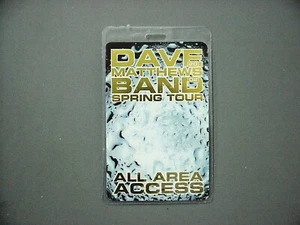 DAVE
MATTHEWS
BAND
SPRING TOUR
ALL AREA
ACCESS